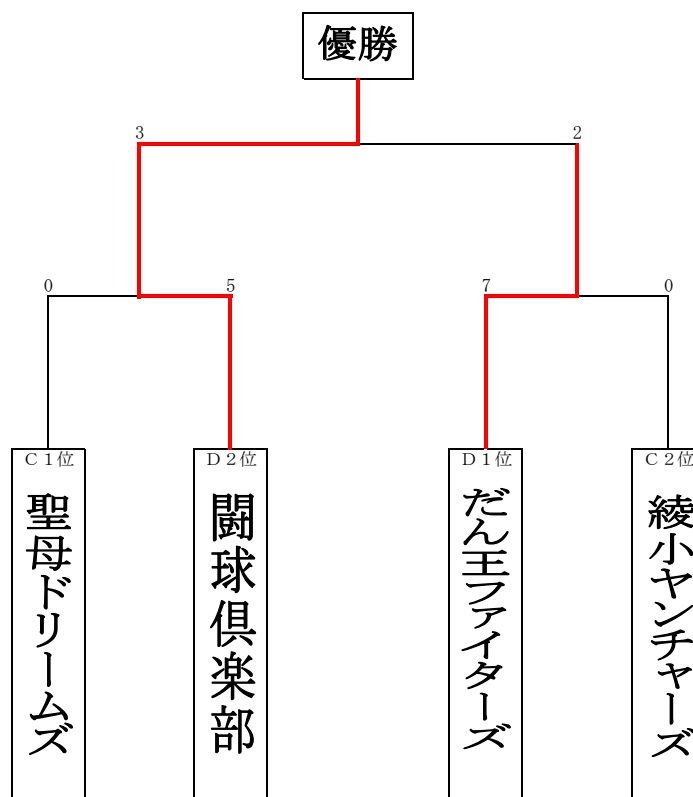 優勝
3
2
0
5
7
0
C1位
D2位
D1位
C2位
聖母ドリームズ
闘球倶楽部
だん王ファイターズ
綾小ヤンチャーズ